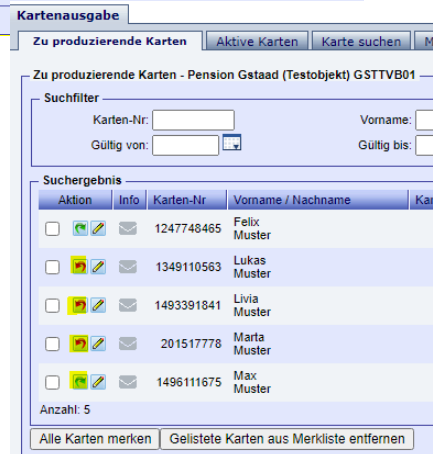 Kartenausgabe
Zu produzierende Karten
Aktive Karten
Karte suchen
M
Zu produzierende Karten - Pension Gstaad (Testobjekt) GSTTVB01
Suchfilter
Karten-Nr:
Vorname:
Gültig von:
Gültig bis:
Suchergebnis
Aktion Info Karten-Nr Vorname / Nachname Kar
1247748465 Felix
Muster
1349110563 Lukas
Muster
1493391841 Livia
Muster
201517778 Marta
Muster
1496111675 Max
Muster
Anzahl: 5
Alle Karten merken
Gelistete Karten aus Merkliste entfernen